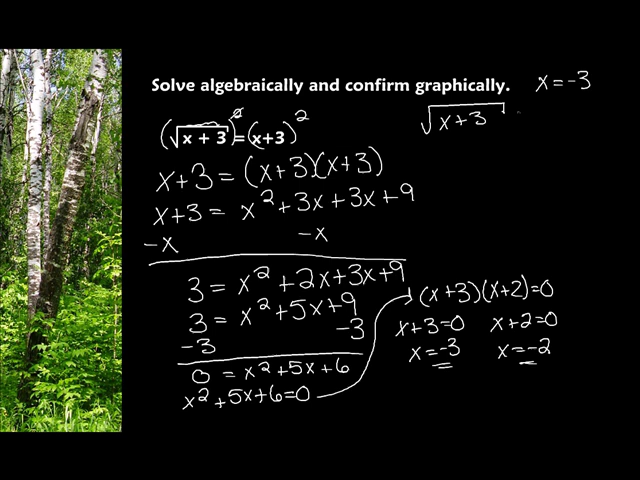 Solve algebraically and confirm graphically.
x=-3
√(x+3)
(√(x + 3))²=(x+3)²
x+3 = (x+3)(x+3)
x+3 = x²+3x+3x+9
-x -x
3 = x²+2x+3x+9
3 = x²+5x+9
-3 -3
0 = x²+5x+6
x²+5x+6=0
(x+3)(x+2)=0
x+3=0 x+2=0
x=-3 x=-2